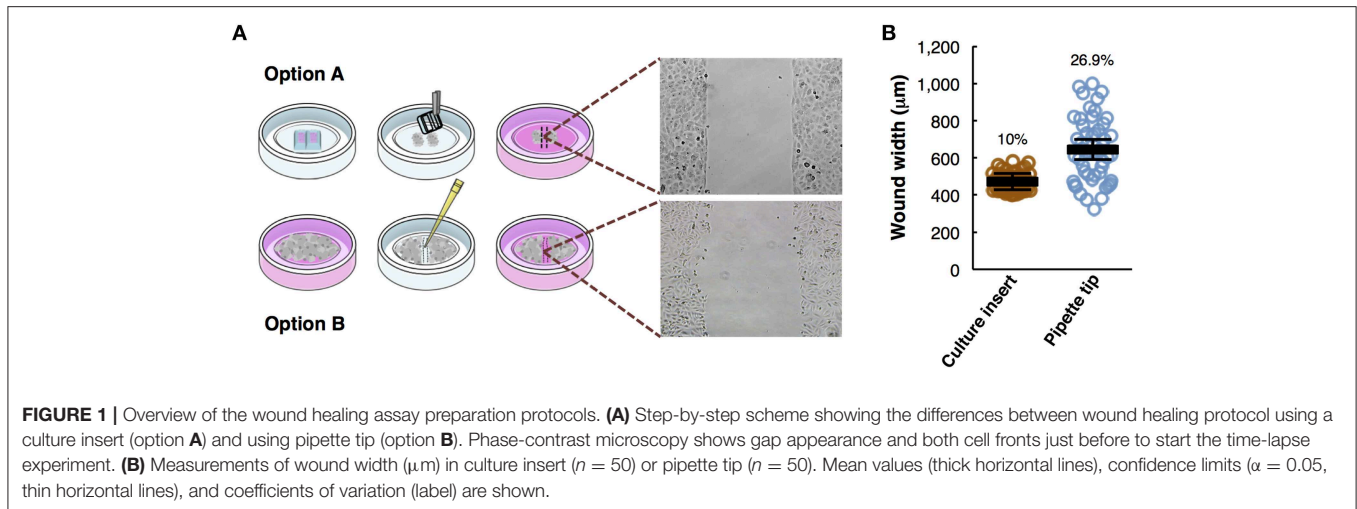 A
Option A
Option B
B
Wound width (μm)
1,200
1,000
800
600
400
200
0
10%
26.9%
Culture insert
Pipette tip
FIGURE 1 | Overview of the wound healing assay preparation protocols. (A) Step-by-step scheme showing the differences between wound healing protocol using a
culture insert (option A) and using pipette tip (option B). Phase-contrast microscopy shows gap appearance and both cell fronts just before to start the time-lapse
experiment. (B) Measurements of wound width (μm) in culture insert (n = 50) or pipette tip (n = 50). Mean values (thick horizontal lines), confidence limits (α = 0.05,
thin horizontal lines), and coefficients of variation (label) are shown.